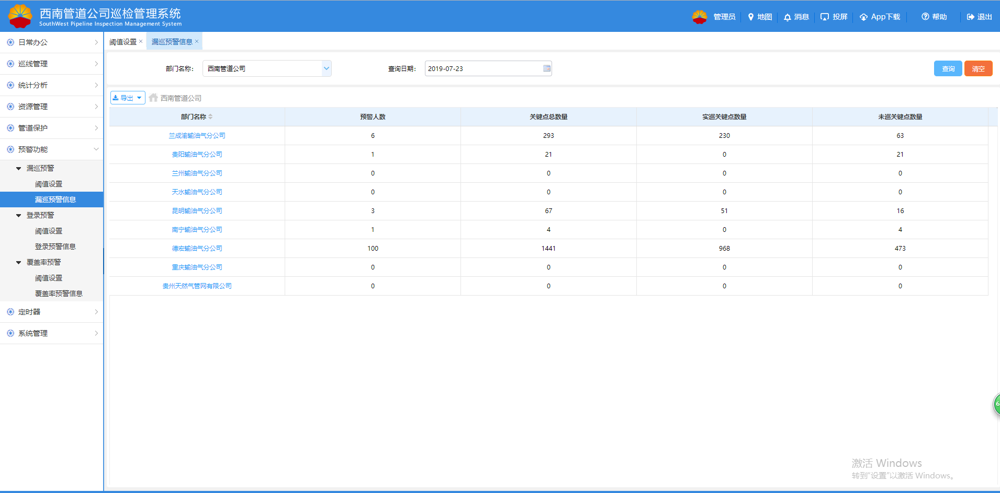 西南管道公司巡检管理系统
SouthWest Pipeline Inspection Management System
管理员 地图 消息 投屏 App下载 帮助 退出
日常办公
巡线管理
统计分析
资源管理
管道保护
预警功能
漏巡预警
阈值设置
漏巡预警信息
登录预警
阈值设置
登录预警信息
覆盖率预警
阈值设置
覆盖率预警信息
定时器
系统管理
阈值设置 × 漏巡预警信息 ×
部门名称: 西南管道公司 查询日期: 2019-07-23 查询 清空
导出 西南管道公司
部门名称 预警人数 关键点总数量 实巡关键点数量 未巡关键点数量
兰成渝输油气分公司 6 293 230 63
贵阳输油气分公司 1 21 0 21
兰州输油气分公司 0 0 0 0
天水输油气分公司 0 0 0 0
昆明输油气分公司 3 67 51 16
南宁输油气分公司 1 4 0 4
德宏输油气分公司 100 1441 968 473
重庆输油气分公司 0 0 0 0
贵州天然气管网有限公司 0 0 0 0
激活 Windows
转到"设置"以激活 Windows。